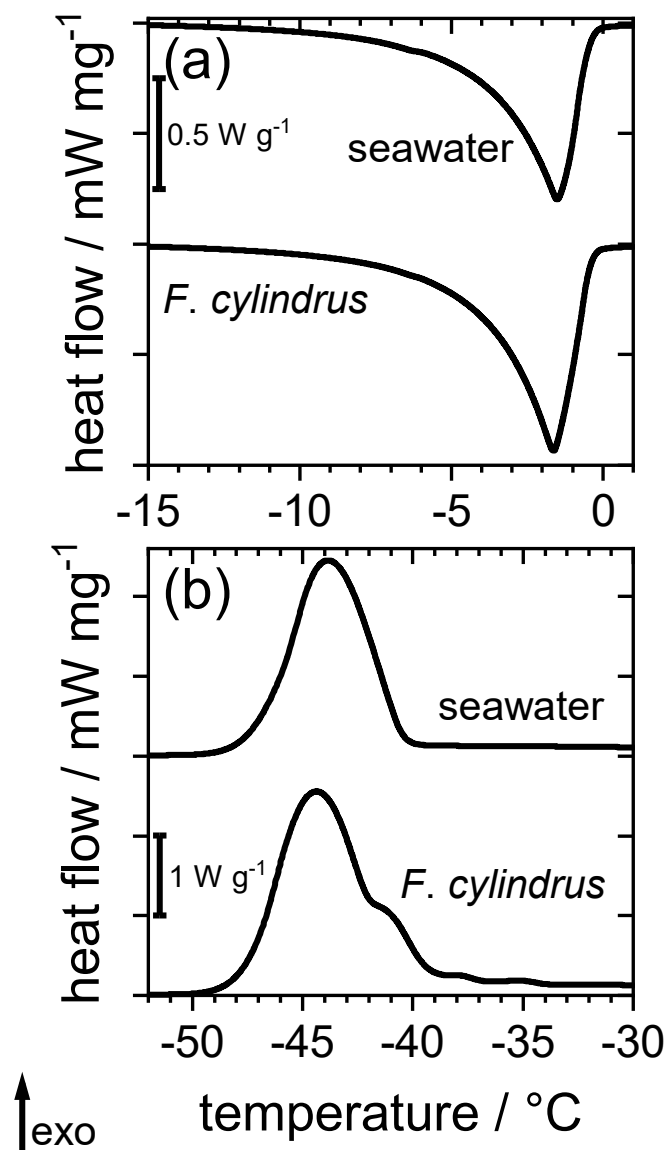 (a)
0.5 W g⁻¹
seawater
F. cylindrus
heat flow / mW mg⁻¹
-15
-10
-5
0
(b)
seawater
1 W g⁻¹
F. cylindrus
heat flow / mW mg⁻¹
-50
-45
-40
-35
-30
exo
temperature / °C